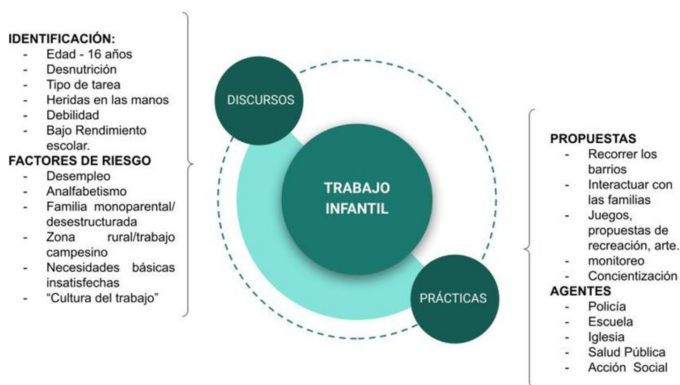 IDENTIFICACIÓN:
- Edad - 16 años
- Desnutrición
- Tipo de tarea
- Heridas en las manos
- Debilidad
- Bajo Rendimiento
escolar.
FACTORES DE RIESGO
- Desempleo
- Analfabetismo
- Familia monoparental/
desestructurada
- Zona rural/trabajo
campesino
- Necesidades básicas
insatisfechas
- “Cultura del trabajo”
DISCURSOS
TRABAJO
INFANTIL
PRÁCTICAS
PROPUESTAS
- Recorrer los
barrios
- Interactuar con
las familias
- Juegos,
propuestas de
recreación, arte.
- monitoreo
- Concientización
AGENTES
- Policía
- Escuela
- Iglesia
- Salud Pública
- Acción Social